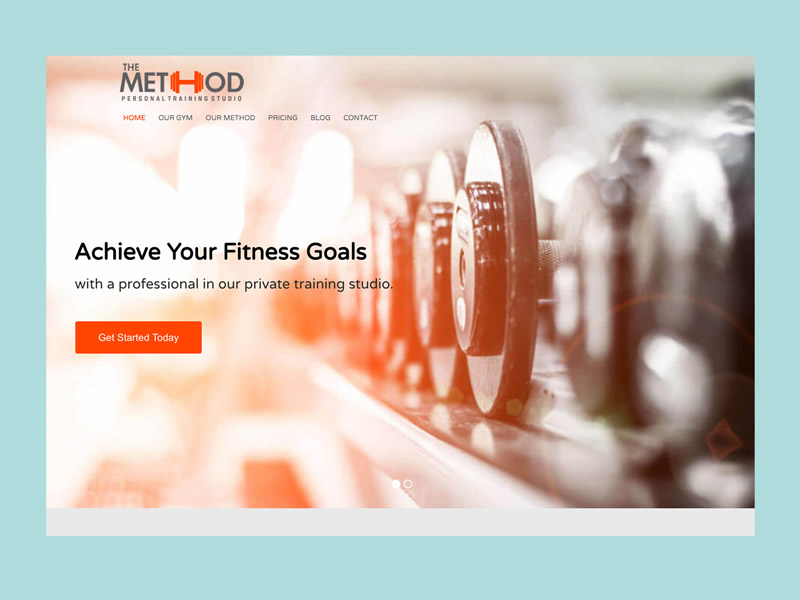 THE
METHOD
PERSONAL TRAINING STUDIO
HOME OUR GYM OUR METHOD PRICING BLOG CONTACT
Achieve Your Fitness Goals
with a professional in our private training studio.
Get Started Today